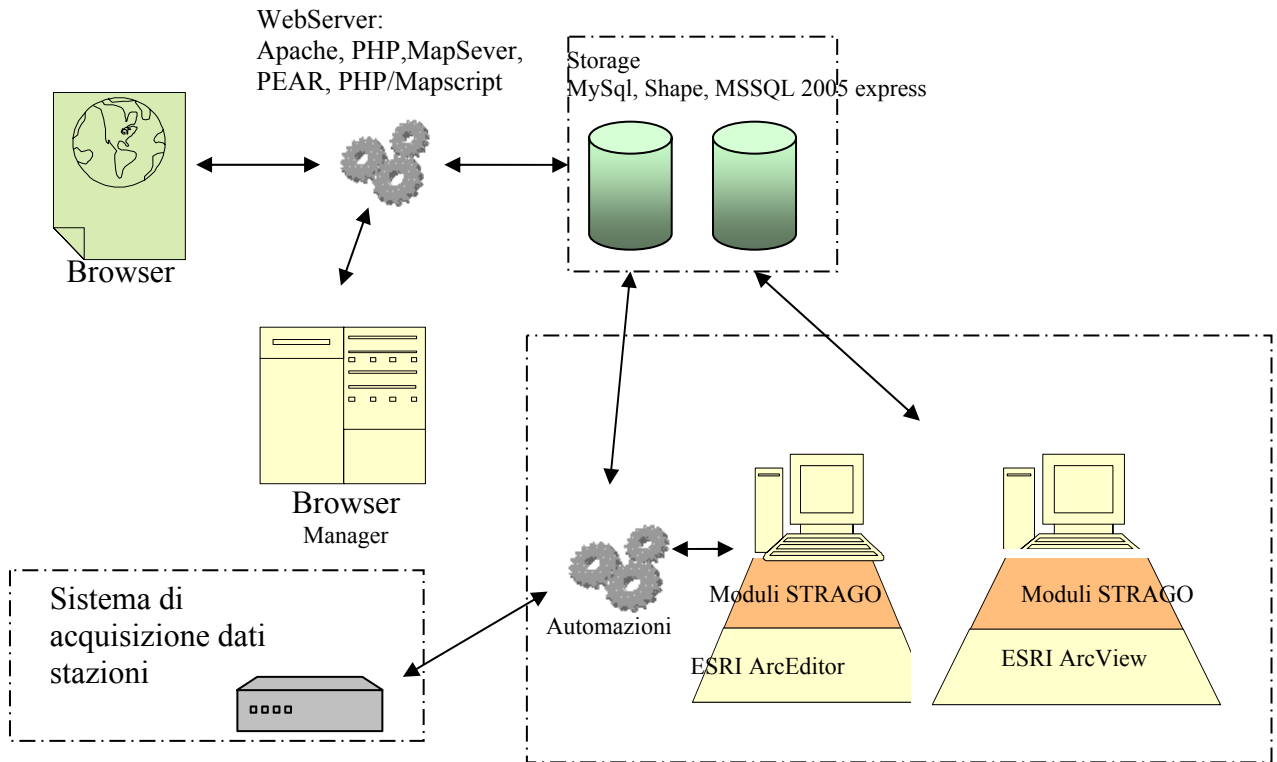 WebServer:
Apache, PHP,MapSever,
PEAR, PHP/Mapscript
Storage
MySql, Shape, MSSQL 2005 express
Browser
Browser
Manager
Sistema di
acquisizione dati
stazioni
Automazioni
Moduli STRAGO
ESRI ArcEditor
Moduli STRAGO
ESRI ArcView